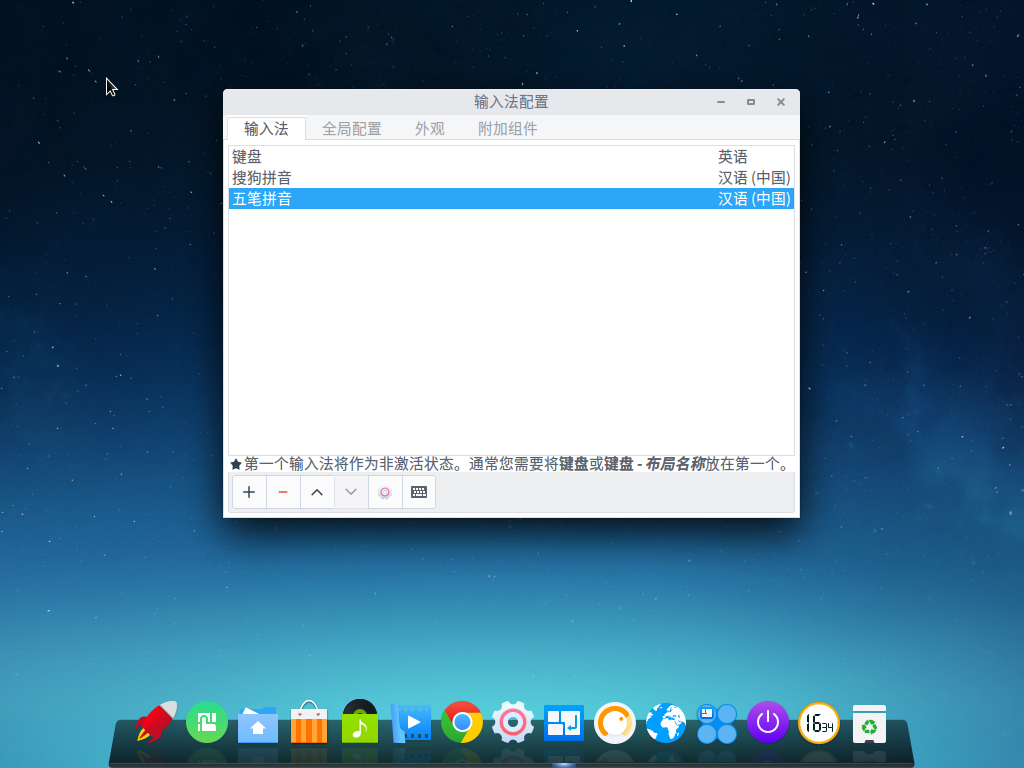 输入法配置
输入法 全局配置 外观 附加组件
键盘 英语
搜狗拼音 汉语 (中国)
五笔拼音 汉语 (中国)
★第一个输入法将作为非激活状态。通常您需要将键盘或键盘 - 布局名称放在第一个。
1634